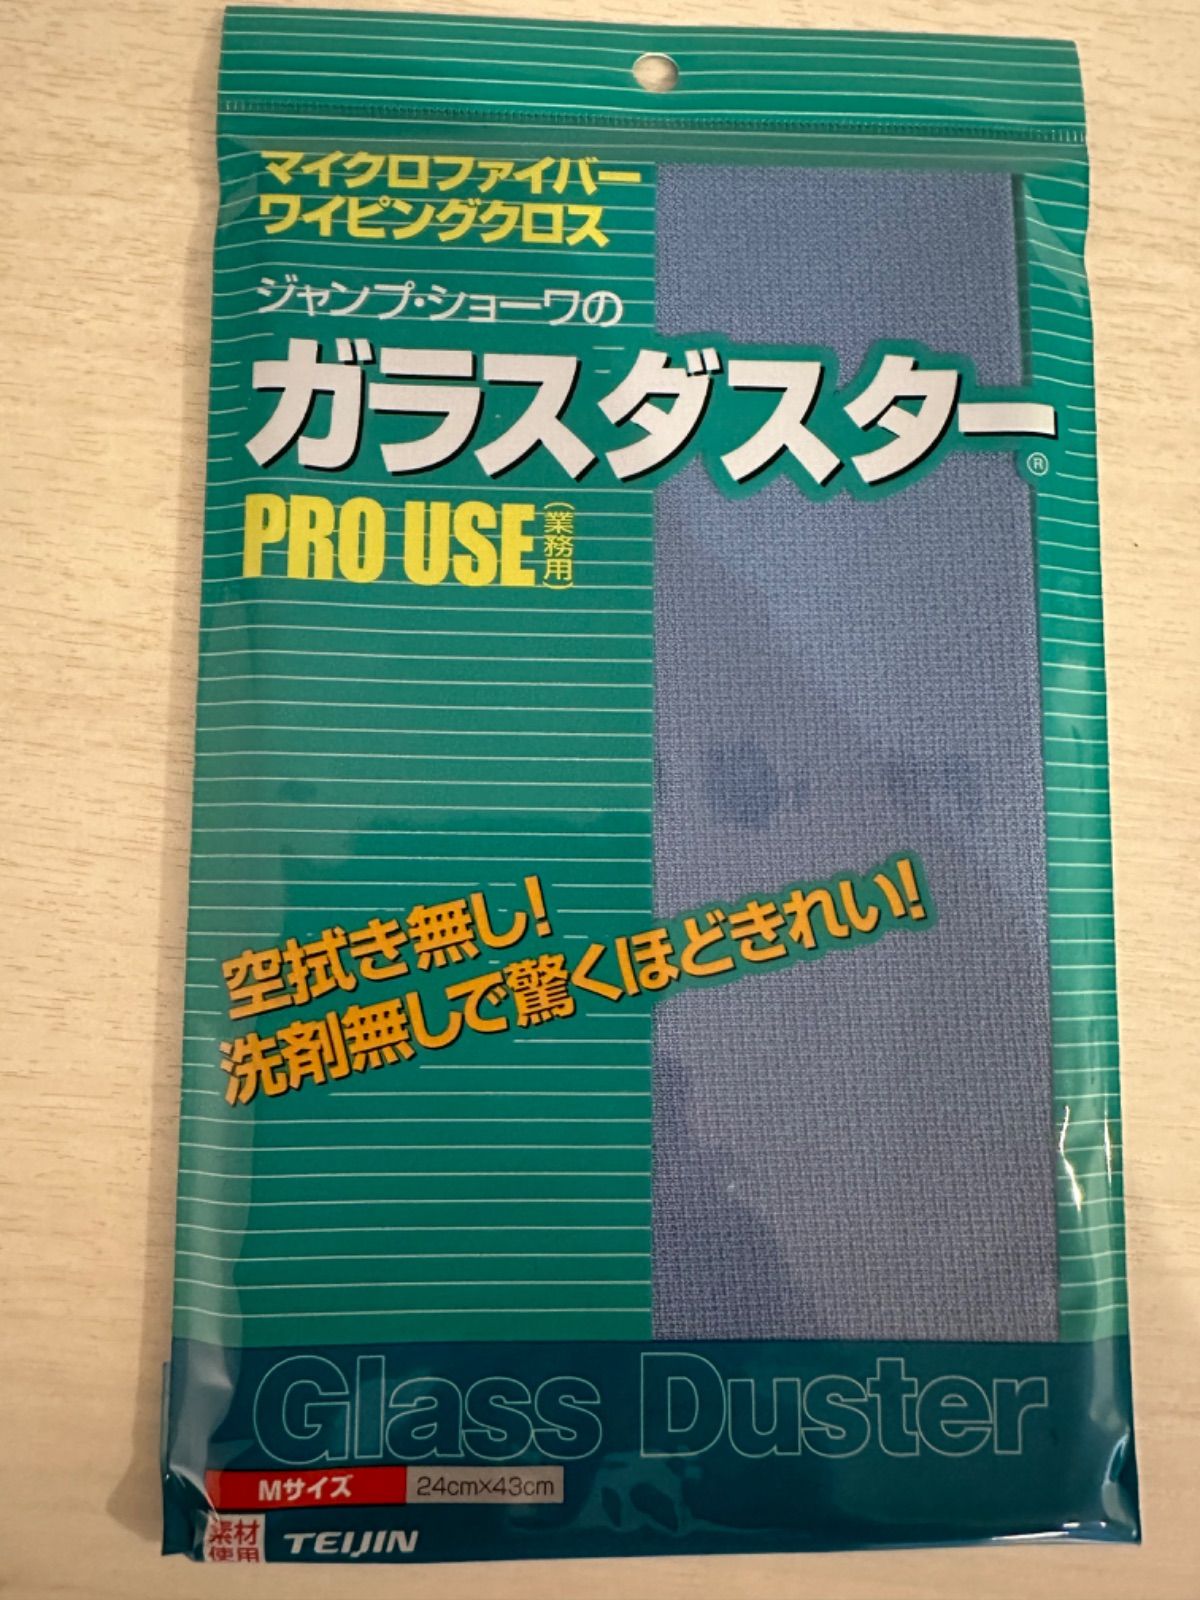 マイクロファイバー
ワイピングクロス
ジャンプ・ショーワの
ガラスダスター®
PRO USE (業務用)
空拭き無し!
洗剤無しで驚くほどきれい!
Glass Duster
Mサイズ 24cm×43cm
素材 TEIJIN
使用